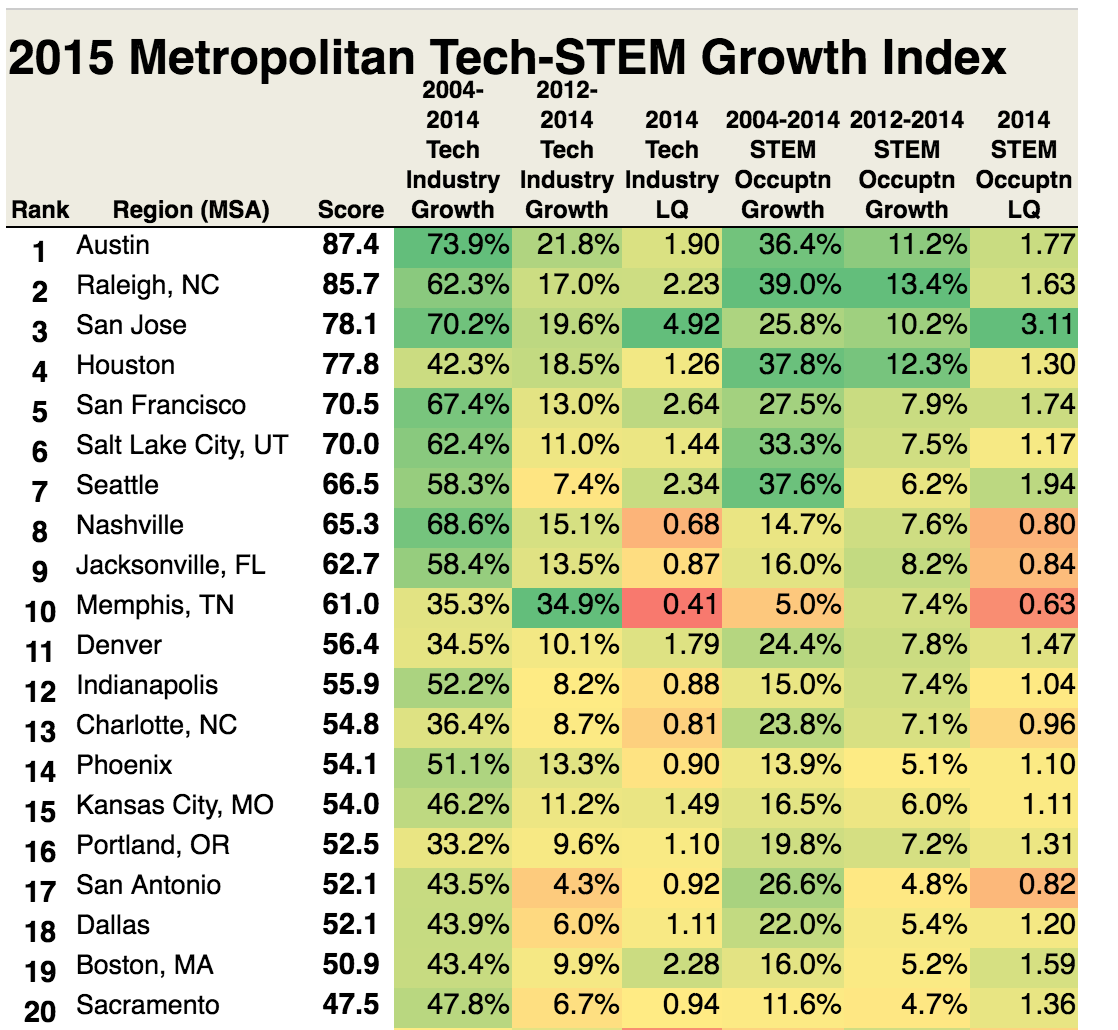 2015 Metropolitan Tech-STEM Growth Index
2004- 2012-
2014 2014 2014 2004-2014 2012-2014 2014
Tech Tech Tech STEM STEM STEM
Industry Industry Industry Occuptn Occuptn Occuptn
Rank Region (MSA) Score Growth Growth LQ Growth Growth LQ
1 Austin 87.4 73.9% 21.8% 1.90 36.4% 11.2% 1.77
2 Raleigh, NC 85.7 62.3% 17.0% 2.23 39.0% 13.4% 1.63
3 San Jose 78.1 70.2% 19.6% 4.92 25.8% 10.2% 3.11
4 Houston 77.8 42.3% 18.5% 1.26 37.8% 12.3% 1.30
5 San Francisco 70.5 67.4% 13.0% 2.64 27.5% 7.9% 1.74
6 Salt Lake City, UT 70.0 62.4% 11.0% 1.44 33.3% 7.5% 1.17
7 Seattle 66.5 58.3% 7.4% 2.34 37.6% 6.2% 1.94
8 Nashville 65.3 68.6% 15.1% 0.68 14.7% 7.6% 0.80
9 Jacksonville, FL 62.7 58.4% 13.5% 0.87 16.0% 8.2% 0.84
10 Memphis, TN 61.0 35.3% 34.9% 0.41 5.0% 7.4% 0.63
11 Denver 56.4 34.5% 10.1% 1.79 24.4% 7.8% 1.47
12 Indianapolis 55.9 52.2% 8.2% 0.88 15.0% 7.4% 1.04
13 Charlotte, NC 54.8 36.4% 8.7% 0.81 23.8% 7.1% 0.96
14 Phoenix 54.1 51.1% 13.3% 0.90 13.9% 5.1% 1.10
15 Kansas City, MO 54.0 46.2% 11.2% 1.49 16.5% 6.0% 1.11
16 Portland, OR 52.5 33.2% 9.6% 1.10 19.8% 7.2% 1.31
17 San Antonio 52.1 43.5% 4.3% 0.92 26.6% 4.8% 0.82
18 Dallas 52.1 43.9% 6.0% 1.11 22.0% 5.4% 1.20
19 Boston, MA 50.9 43.4% 9.9% 2.28 16.0% 5.2% 1.59
20 Sacramento 47.5 47.8% 6.7% 0.94 11.6% 4.7% 1.36